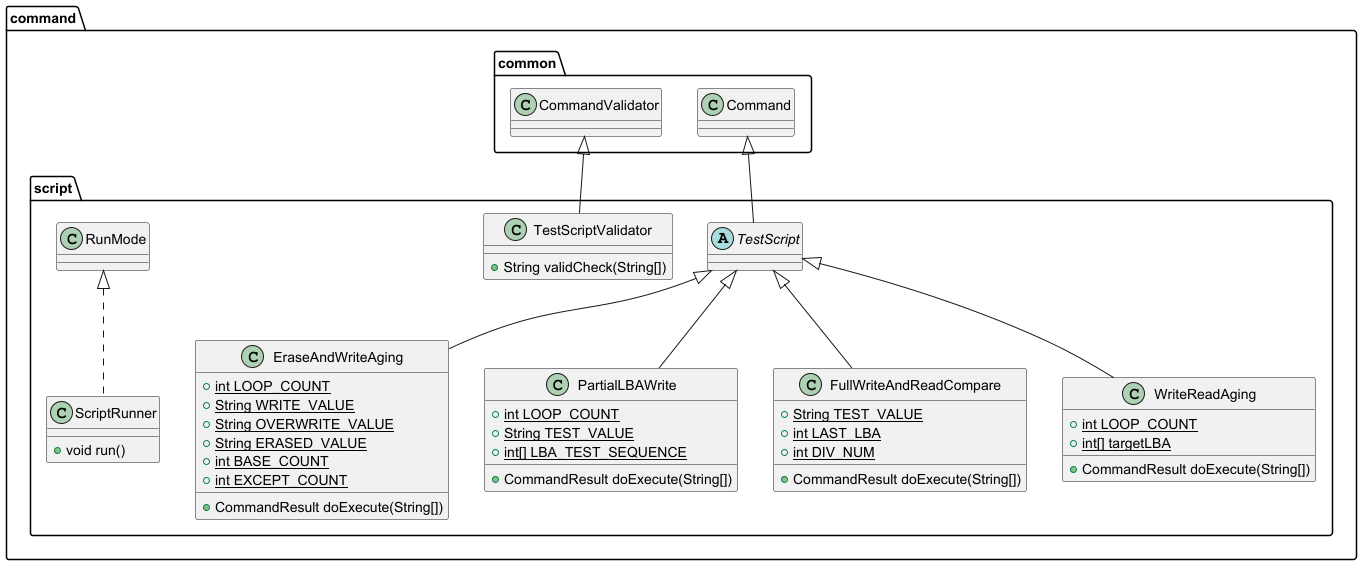 command
common
C CommandValidator
C Command
script
C RunMode
C TestScriptValidator
String validCheck(String[])
A TestScript
C ScriptRunner
void run()
C EraseAndWriteAging
int LOOP_COUNT
String WRITE_VALUE
String OVERWRITE_VALUE
String ERASED_VALUE
int BASE_COUNT
int EXCEPT_COUNT
CommandResult doExecute(String[])
C PartialLBAWrite
int LOOP_COUNT
String TEST_VALUE
int[] LBA_TEST_SEQUENCE
CommandResult doExecute(String[])
C FullWriteAndReadCompare
String TEST_VALUE
int LAST_LBA
int DIV_NUM
CommandResult doExecute(String[])
C WriteReadAging
int LOOP_COUNT
int[] targetLBA
CommandResult doExecute(String[])